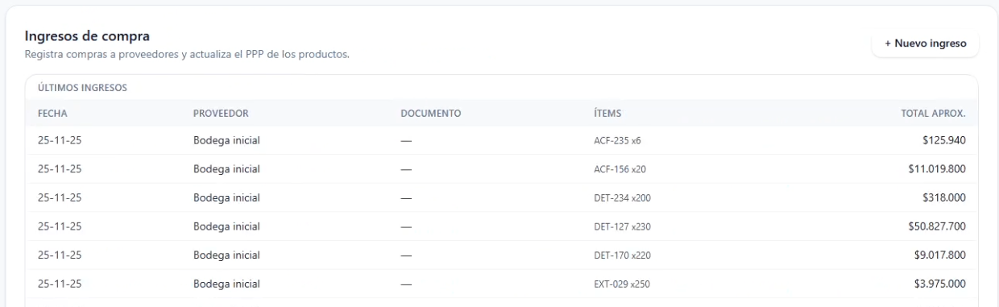 Ingresos de compra
Registra compras a proveedores y actualiza el PPP de los productos.
+ Nuevo ingreso
ÚLTIMOS INGRESOS
FECHA PROVEEDOR DOCUMENTO ÍTEMS TOTAL APROX.
25-11-25 Bodega inicial — ACF-235 x6 $125.940
25-11-25 Bodega inicial — ACF-156 x20 $11.019.800
25-11-25 Bodega inicial — DET-234 x200 $318.000
25-11-25 Bodega inicial — DET-127 x230 $50.827.700
25-11-25 Bodega inicial — DET-170 x220 $9.017.800
25-11-25 Bodega inicial — EXT-029 x250 $3.975.000